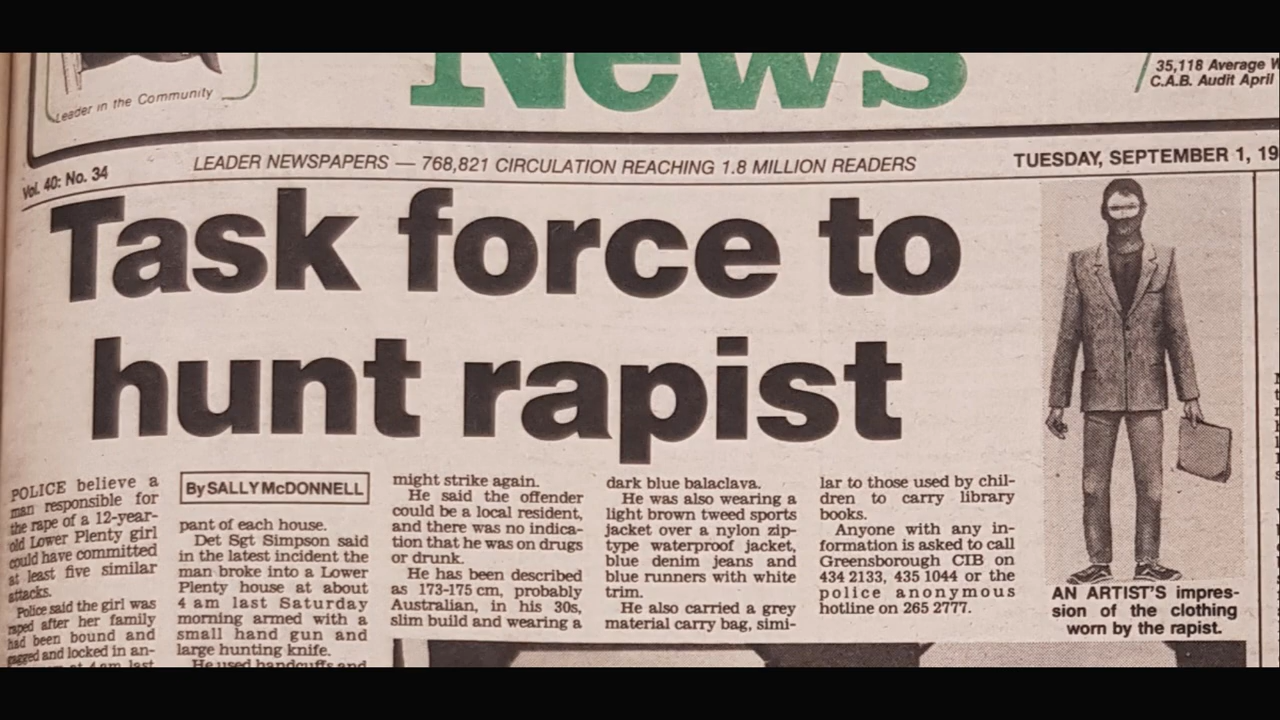 News
Leader in the Community
35,118 Average
C.A.B. Audit April
Vol. 40: No. 34
LEADER NEWSPAPERS — 768,821 CIRCULATION REACHING 1.8 MILLION READERS
TUESDAY, SEPTEMBER 1, 19
Task force to
hunt rapist
POLICE believe a
man responsible for
the rape of a 12-year-
old Lower Plenty girl
could have committed
at least five similar
attacks.
Police said the girl was
raped after her family
had been bound and
gagged and locked in an-
at 4 am last
By SALLY McDONNELL
pant of each house.
Det Sgt Simpson said
in the latest incident the
man broke into a Lower
Plenty house at about
4 am last Saturday
morning armed with a
small hand gun and
large hunting knife.
He used handcuffs and
might strike again.
He said the offender
could be a local resident,
and there was no indica-
tion that he was on drugs
or drunk.
He has been described
as 173-175 cm, probably
Australian, in his 30s,
slim build and wearing a
dark blue balaclava.
He was also wearing a
light brown tweed sports
jacket over a nylon zip-
type waterproof jacket,
blue denim jeans and
blue runners with white
trim.
He also carried a grey
material carry bag, simi-
lar to those used by chil-
dren to carry library
books.
Anyone with any in-
formation is asked to call
Greensborough CIB on
434 2133, 435 1044 or the
police anonymous
hotline on 265 2777.
AN ARTIST'S impres-
sion of the clothing
worn by the rapist.